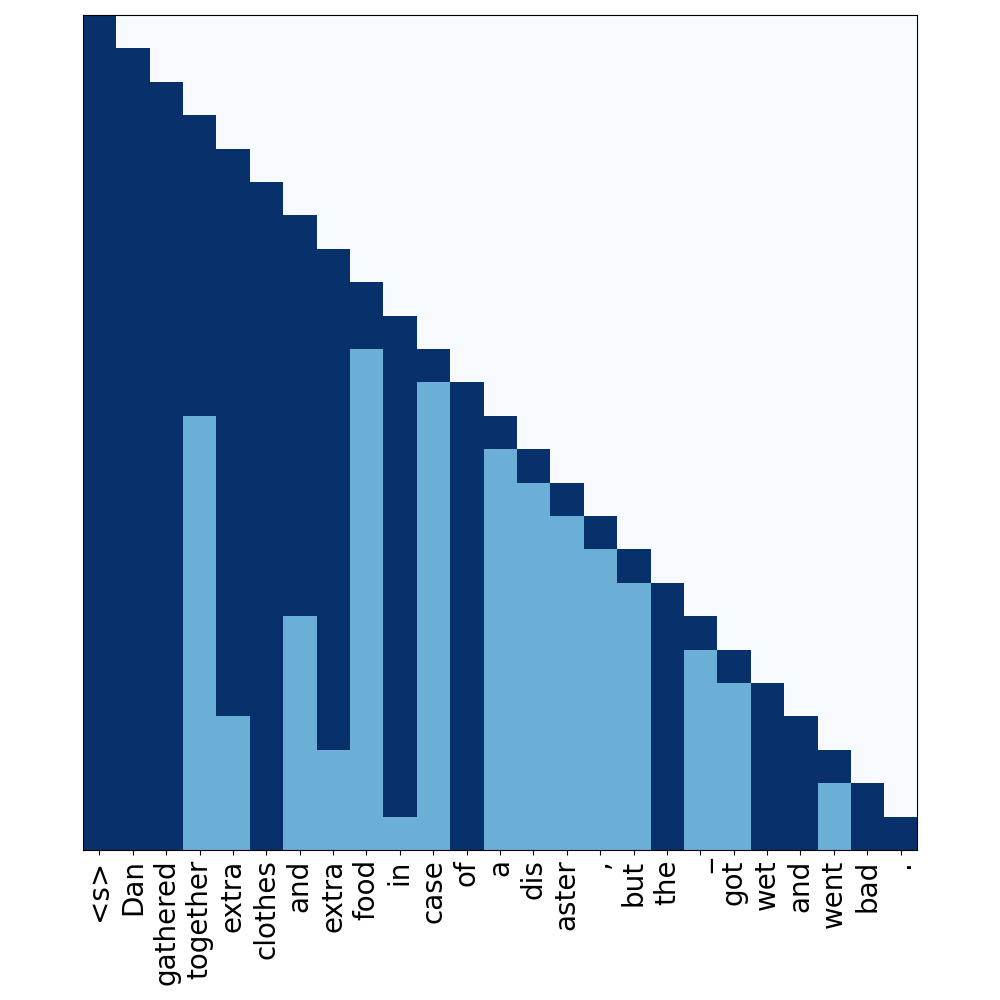 <s>
Dan
gathered
together
extra
clothes
and
extra
food
in
case
of
a
dis
aster
,
but
the
_
got
wet
and
went
bad
.